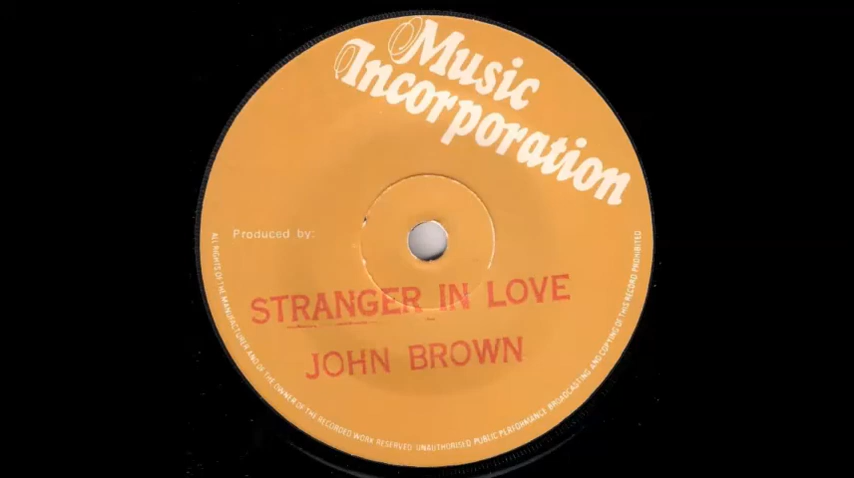 Music
Incorporation
Produced by:
STRANGER IN LOVE
JOHN BROWN
ALL RIGHTS OF THE MANUFACTURER AND OF THE OWNER OF THE RECORDED WORK RESERVED UNAUTHORISED PUBLIC PERFORMANCE BROADCASTING AND COPYING OF THIS RECORD PROHIBITED